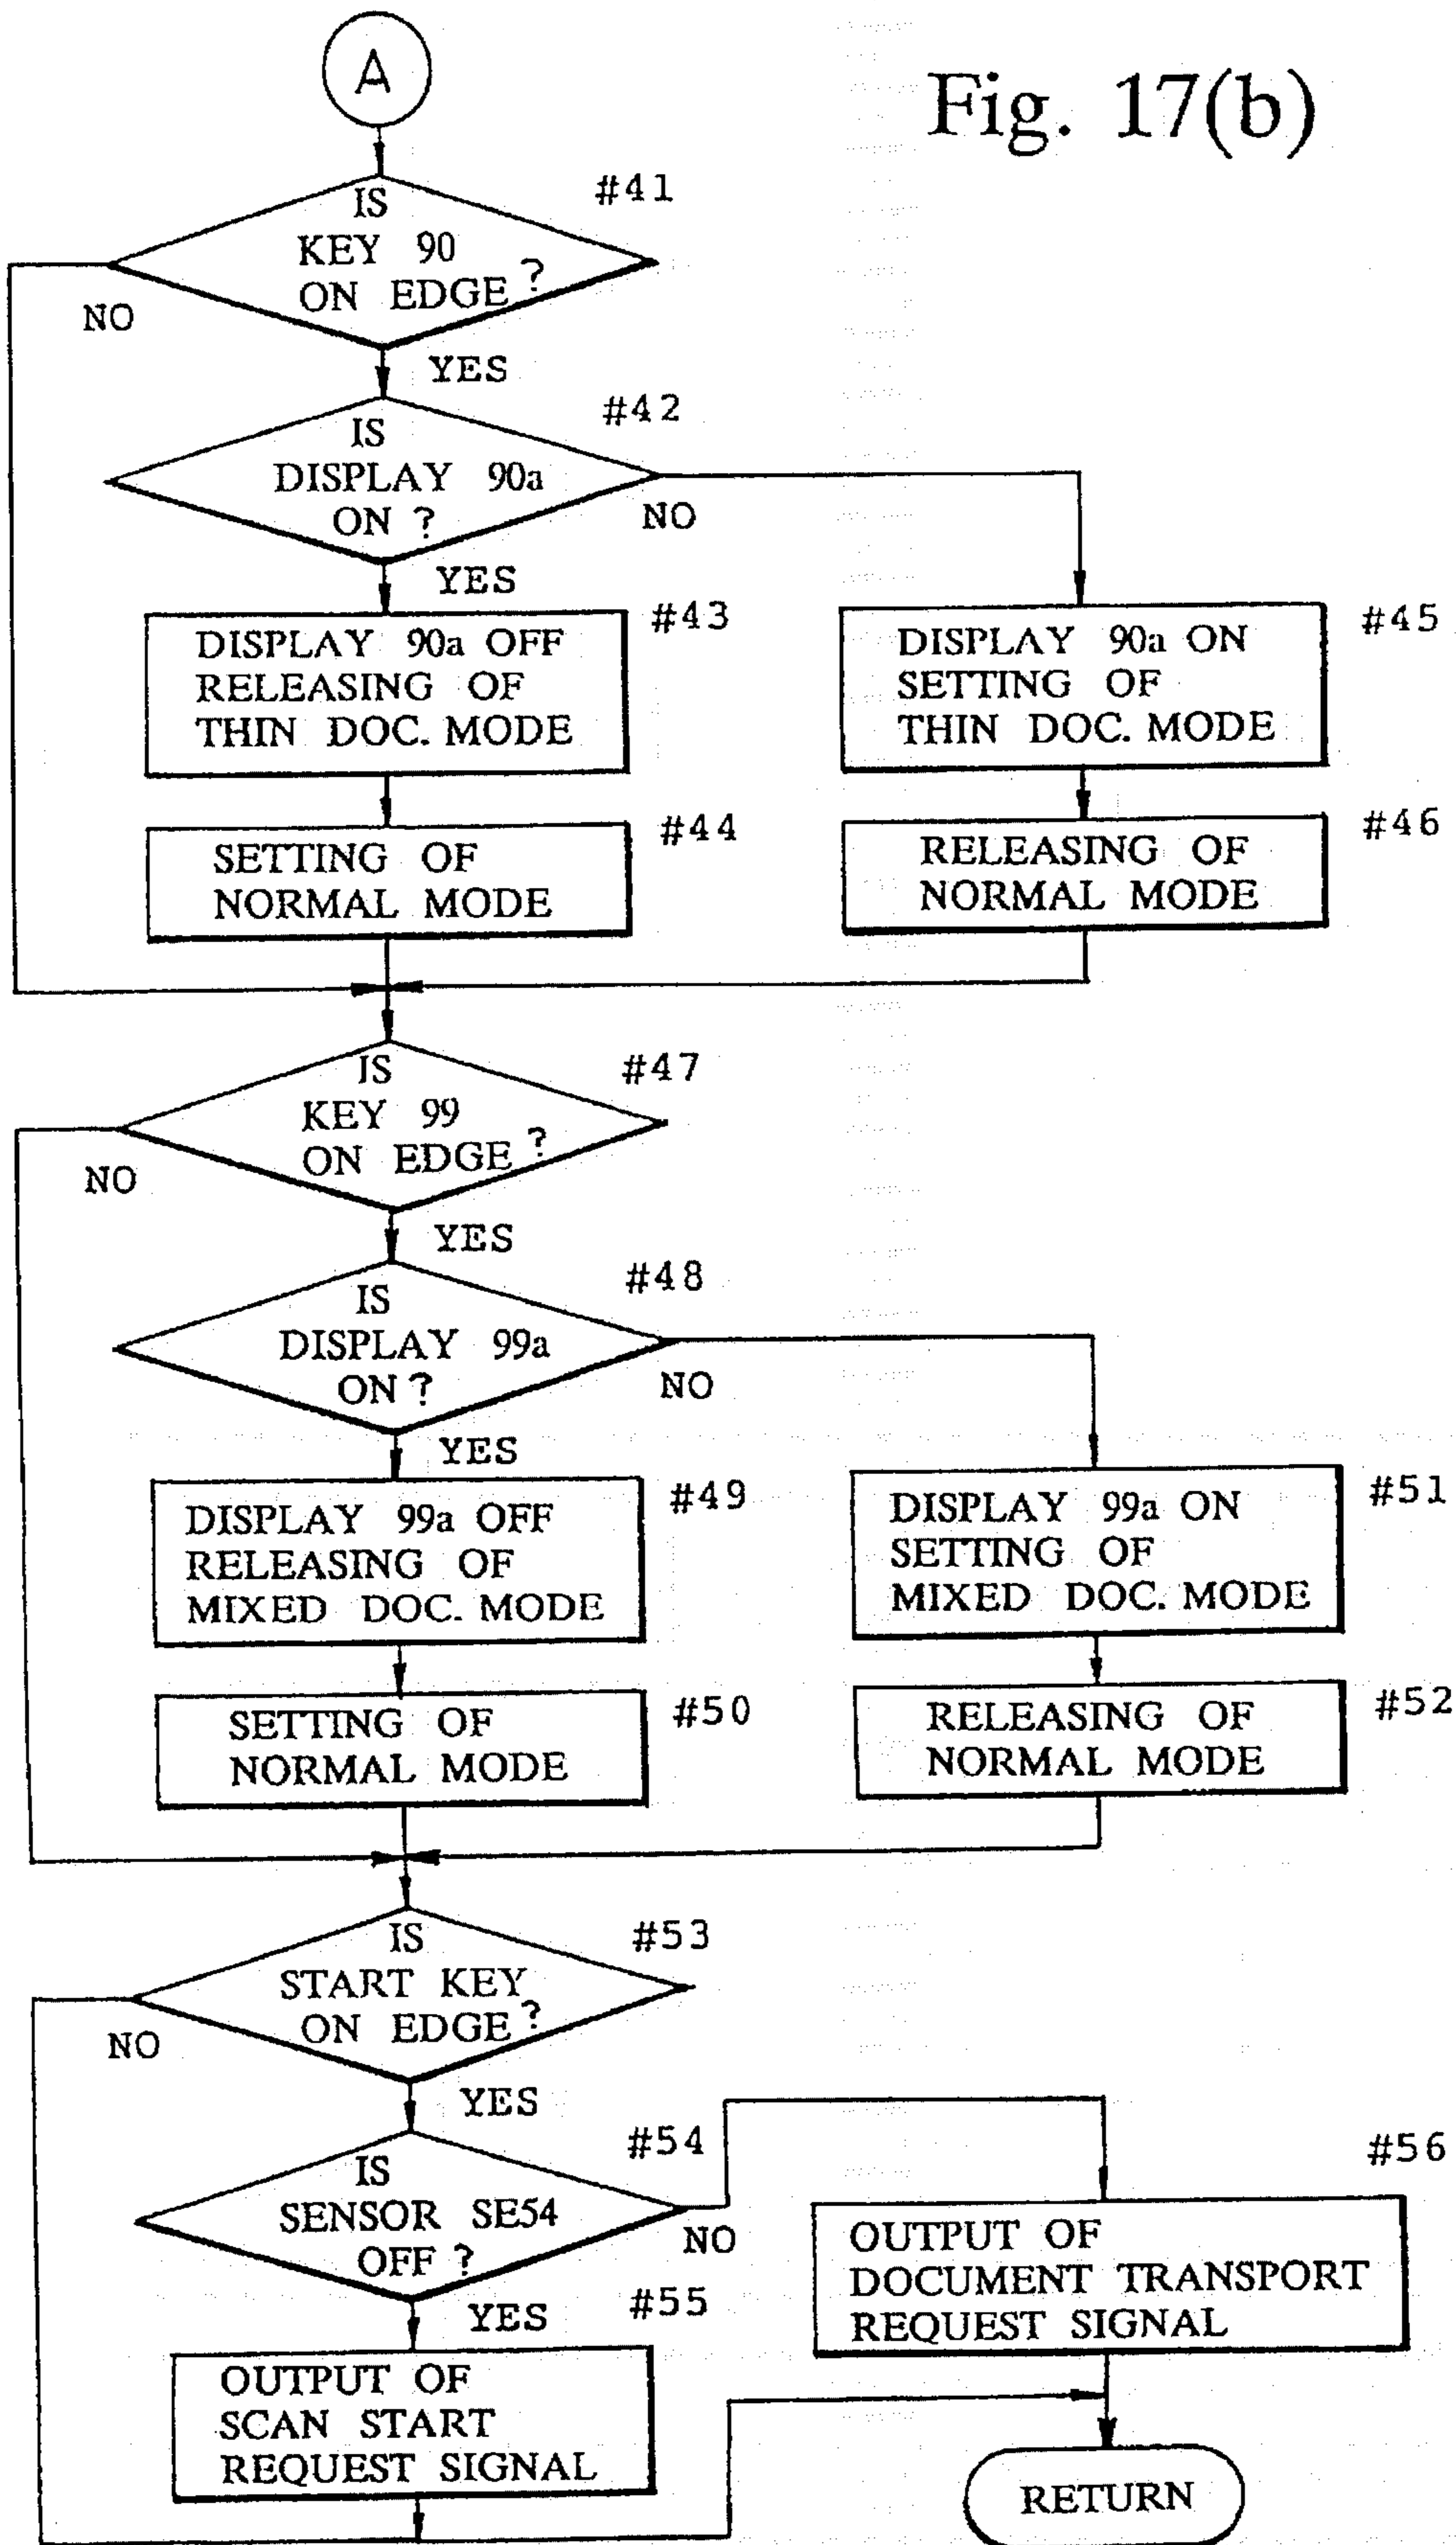 Fig. 17(b)
A
#41
IS
KEY 90
ON EDGE?
NO
YES
#42
IS
DISPLAY 90a
ON ?
NO
YES
#43
DISPLAY 90a OFF
RELEASING OF
THIN DOC. MODE
#45
DISPLAY 90a ON
SETTING OF
THIN DOC. MODE
#44
SETTING OF
NORMAL MODE
#46
RELEASING OF
NORMAL MODE
#47
IS
KEY 99
ON EDGE?
NO
YES
#48
IS
DISPLAY 99a
ON?
NO
YES
#49
DISPLAY 99a OFF
RELEASING OF
MIXED DOC. MODE
#51
DISPLAY 99a ON
SETTING OF
MIXED DOC. MODE
#50
SETTING OF
NORMAL MODE
#52
RELEASING OF
NORMAL MODE
#53
IS
START KEY
ON EDGE?
NO
YES
#54
IS
SENSOR SE54
OFF ?
NO
YES
#56
OUTPUT OF
DOCUMENT TRANSPORT
REQUEST SIGNAL
#55
OUTPUT OF
SCAN START
REQUEST SIGNAL
RETURN